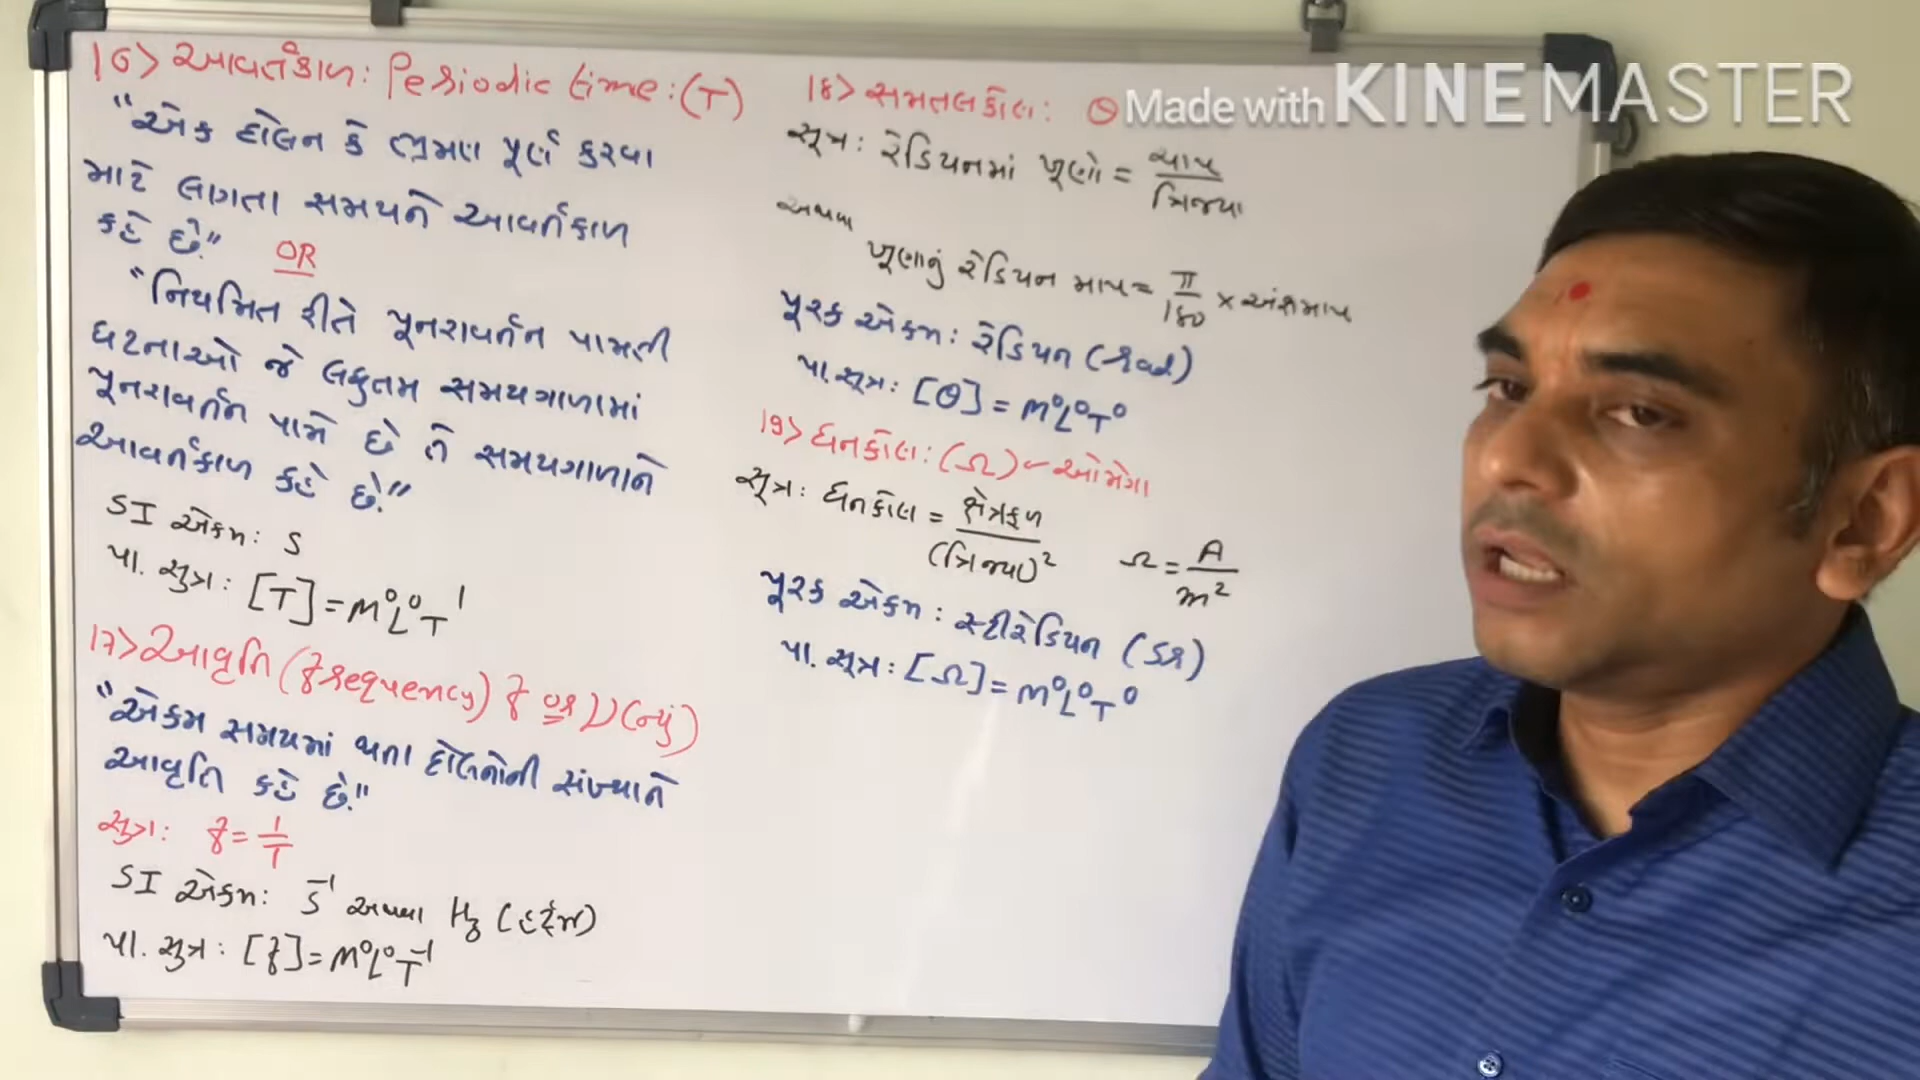 16> આવર્તકાળ: Periodic time: (T)
"એક દોલન કે ભ્રમણ પૂર્ણ કરવા
માટે લાગતા સમયને આવર્તકાળ
કહે છે."
OR
"નિયમિત રીતે પૂનરાવર્તન પામતી
ઘટનાઓ જે લઘુતમ સમયગાળામાં
પૂનરાવર્તન પામે છે તે સમયગાળાને
આવર્તકાળ કહે છે."
SI એકમ: S
પા. સુત્ર: [T] = M⁰L⁰T¹
17> આવૃતિ (frequency) f or ν (ન્યુ)
"એકમ સમયમાં થતા દોલનોની સંખ્યાને
આવૃતિ કહે છે."
સુત્ર: f = 1/T
SI એકમ: S⁻¹ અથવા Hz (હર્ટ્ઝ)
પા. સુત્ર: [f] = M⁰L⁰T⁻¹
18> સમતલકોણ: θ
સૂત્ર: રેડિયનમાં ખૂણો = ચાપ/ત્રિજ્યા
અથવા
ખૂણાનું રેડિયન માપ = π/180 × અંશમાપ
પૂરક એકમ: રેડિયન (rad)
પા. સૂત્ર: [θ] = M⁰L⁰T⁰
19> ઘનકોણ: (Ω) ઓમેગા
સૂત્ર: ઘનકોણ = ક્ષેત્રફળ/(ત્રિજ્યા)² Ω = A/m²
પૂરક એકમ: સ્ટીરેડિયન (Sr)
પા. સૂત્ર: [Ω] = M⁰L⁰T⁰
Made with KINEMASTER